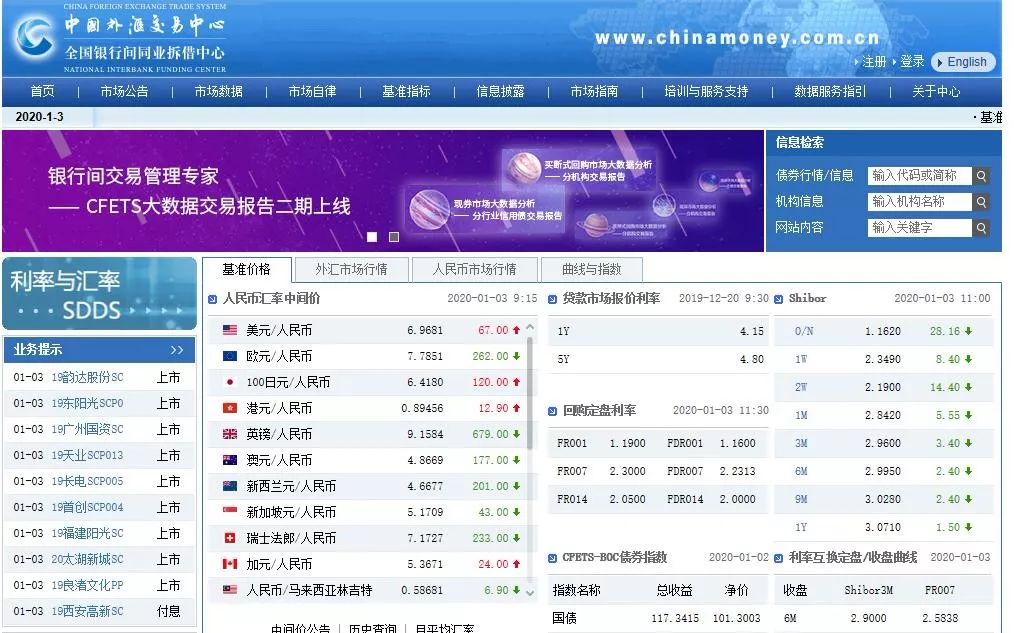 CHINA FOREIGN EXCHANGE TRADE SYSTEM
中国外汇交易中心
全国银行间同业拆借中心
NATIONAL INTERBANK FUNDING CENTER
www.chinamoney.com.cn
注册 登录 English
首页 | 市场公告 | 市场数据 | 市场自律 | 基准指标 | 信息披露 | 市场指南 | 培训与服务支持 | 数据服务指引 | 关于中心
2020-1-3
· 基准
银行间交易管理专家
—— CFETS大数据交易报告二期上线
买断式回购市场大数据分析
—— 分机构交易报告
现券市场大数据分析
—— 分行业信用债交易报告
信息检索
债券行情/信息 输入代码或简称
机构信息 输入机构名称
网站内容 输入关键字
利率与汇率
SDDS
业务提示 >>
01-03 19韵达股份SC 上市
01-03 19东阳光SCP0 上市
01-03 19广州国资SC 上市
01-03 19天业SCP013 上市
01-03 19长电SCP005 上市
01-03 19首创SCP004 上市
01-03 19福建阳光SC 上市
01-03 20太湖新城SC 上市
01-03 19良渚文化PP 上市
01-03 19西安高新SC 付息
基准价格 外汇市场行情 人民币市场行情 曲线与指数
人民币汇率中间价 2020-01-03 9:15
美元/人民币 6.9681 67.00
欧元/人民币 7.7851 262.00
100日元/人民币 6.4180 120.00
港元/人民币 0.89456 12.90
英镑/人民币 9.1584 679.00
澳元/人民币 4.8669 177.00
新西兰元/人民币 4.6677 201.00
新加坡元/人民币 5.1709 43.00
瑞士法郎/人民币 7.1727 233.00
加元/人民币 5.3671 24.00
人民币/马来西亚林吉特 0.58681 6.90
中间价公告 | 历史查询 | 月平均汇率
贷款市场报价利率 2019-12-20 9:30
1Y 4.15
5Y 4.80
回购定盘利率 2020-01-03 11:30
FR001 1.1900 FDR001 1.1600
FR007 2.3000 FDR007 2.2313
FR014 2.0500 FDR014 2.0000
CFETS-BOC债券指数 2020-01-02
指数名称 总收益 净价
国债 117.3415 101.3003
Shibor 2020-01-03 11:00
O/N 1.1620 28.16
1W 2.3490 8.40
2W 2.1900 14.40
1M 2.8420 5.55
3M 2.9600 3.40
6M 2.9950 2.40
9M 3.0280 2.40
1Y 3.0710 1.50
利率互换定盘/收盘曲线 2020-01-03
收盘 Shibor3M FR007
6M 2.9000 2.5838